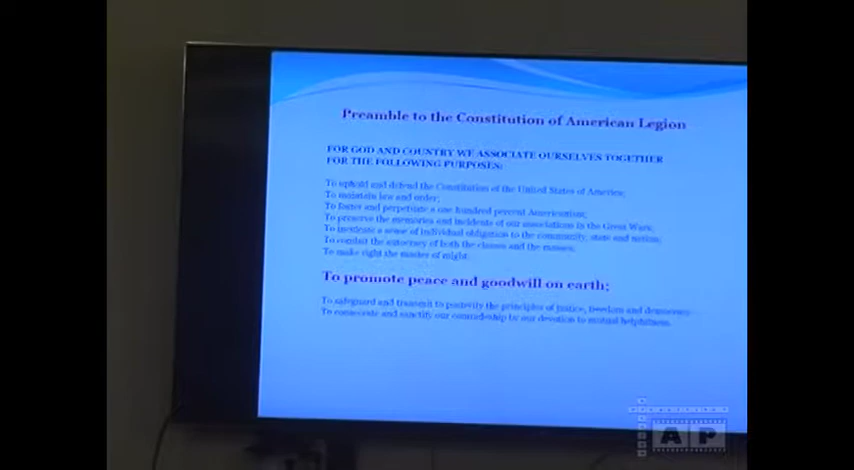 Preamble to the Constitution of American Legion
FOR GOD AND COUNTRY WE ASSOCIATE OURSELVES TOGETHER
FOR THE FOLLOWING PURPOSES:
To uphold and defend the Constitution of the United States of America;
To maintain law and order;
To foster and perpetuate a one hundred percent Americanism;
To preserve the memories and incidents of our associations in the Great Wars;
To inculcate a sense of individual obligation to the community, state and nation;
To combat the autocracy of both the classes and the masses;
To make right the master of might;
To promote peace and goodwill on earth;
To safeguard and transmit to posterity the principles of justice, freedom and democracy;
To consecrate and sanctify our comradeship by our devotion to mutual helpfulness.
AP